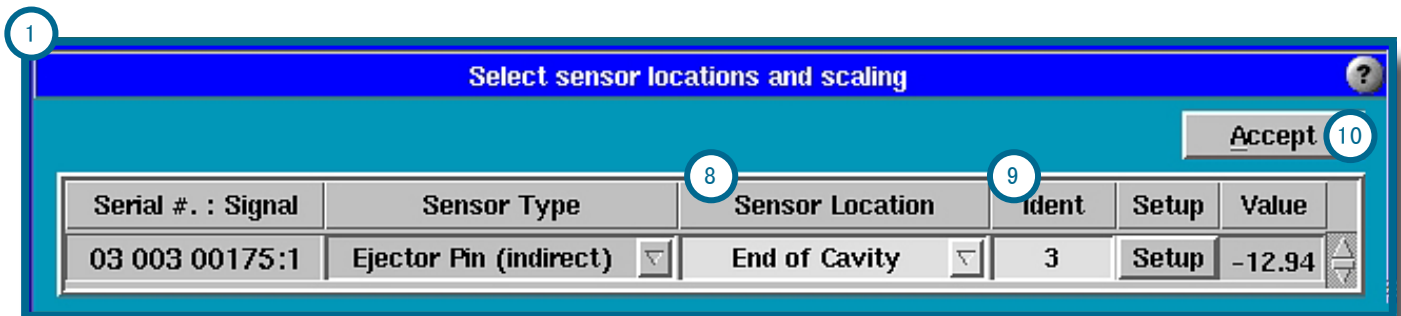 1
Select sensor locations and scaling ?
Accept 10
8 9
Serial #. : Signal Sensor Type Sensor Location Ident Setup Value
03 003 00175:1 Ejector Pin (indirect) End of Cavity 3 Setup -12.94